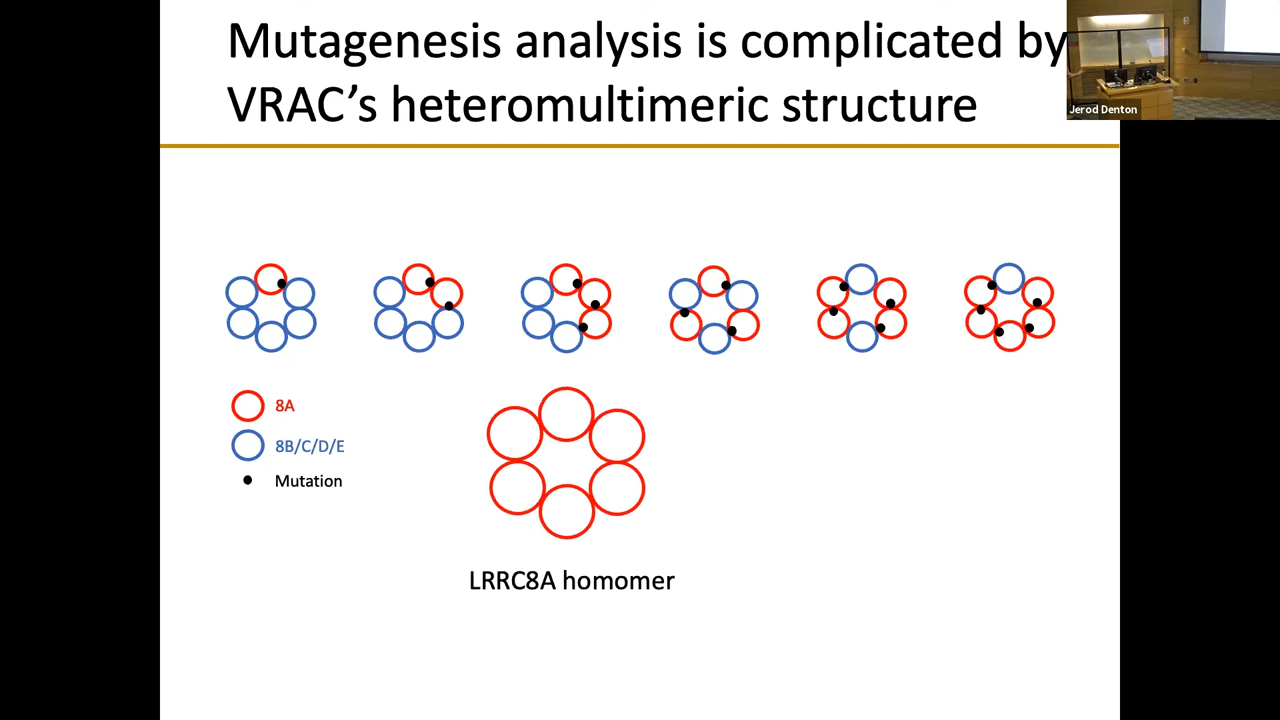 Mutagenesis analysis is complicated by
VRAC’s heteromultimeric structure
Jerod Denton
8A
8B/C/D/E
Mutation
LRRC8A homomer